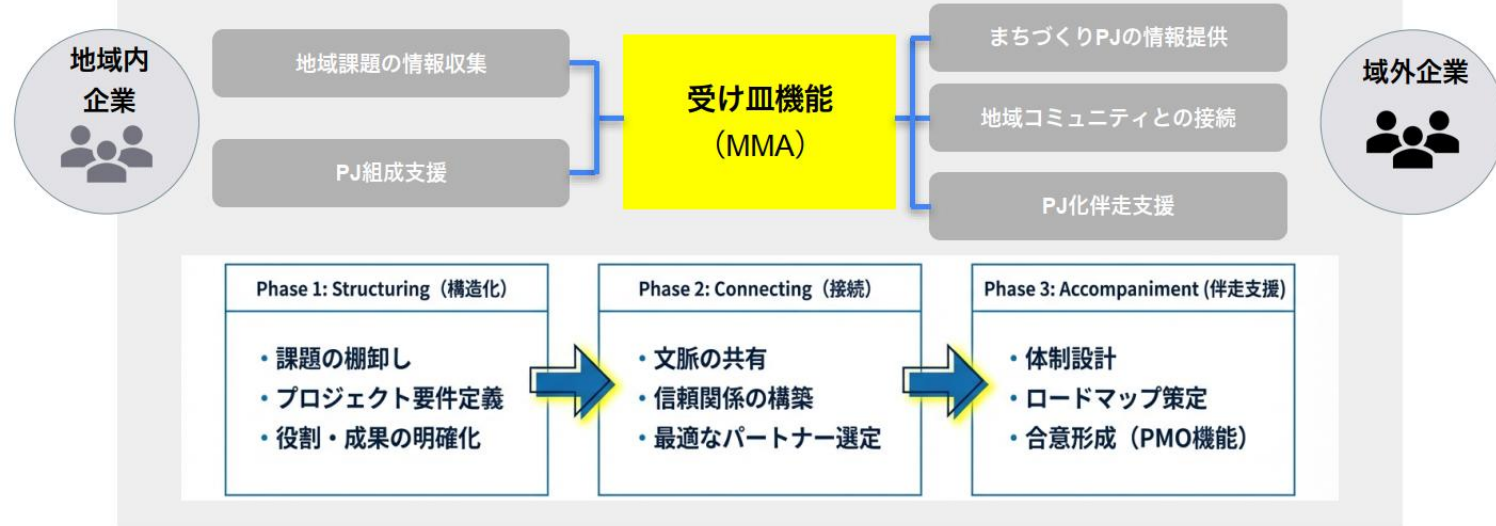 地域内
企業
地域課題の情報収集
PJ組成支援
受け皿機能
（MMA）
まちづくりPJの情報提供
地域コミュニティとの接続
PJ化伴走支援
域外企業
Phase 1: Structuring（構造化）
・課題の棚卸し
・プロジェクト要件定義
・役割・成果の明確化
Phase 2: Connecting（接続）
・文脈の共有
・信頼関係の構築
・最適なパートナー選定
Phase 3: Accompaniment (伴走支援)
・体制設計
・ロードマップ策定
・合意形成（PMO機能）